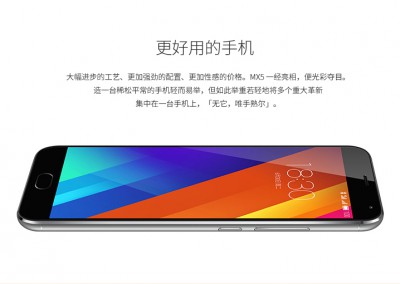 更好用的手机
大幅进步的工艺、更加强劲的配置、更加性感的价格。MX5 一经亮相，便光彩夺目。
造一台稀松平常的手机轻而易举，但如此举重若轻地将多个重大革新
集中在一台手机上，「无它，唯手熟尔」。
18:30